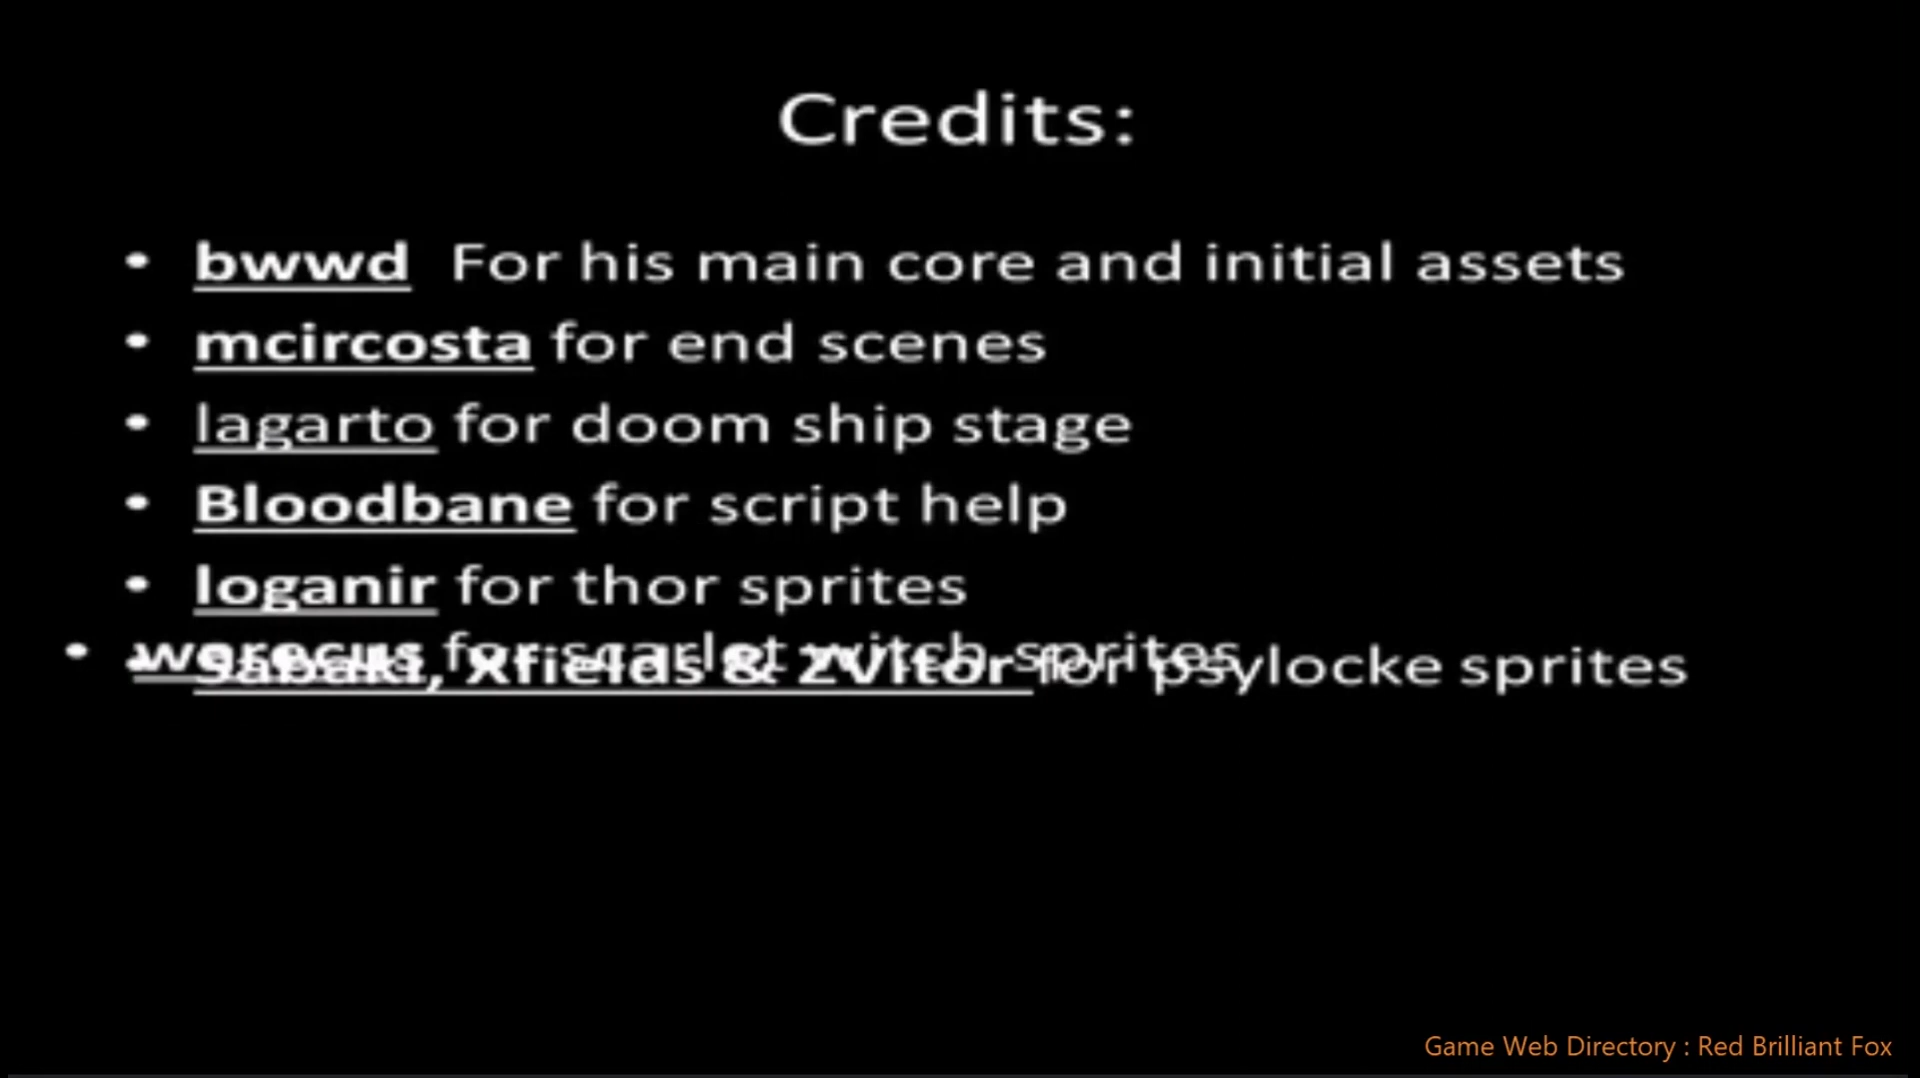 Credits:
• bwwd For his main core and initial assets
• mcircosta for end scenes
• lagarto for doom ship stage
• Bloodbane for script help
• loganir for thor sprites
• for scarlet witch sprites
• Sabaki, Xfields & ZVitor for psylocke sprites
Game Web Directory : Red Brilliant Fox